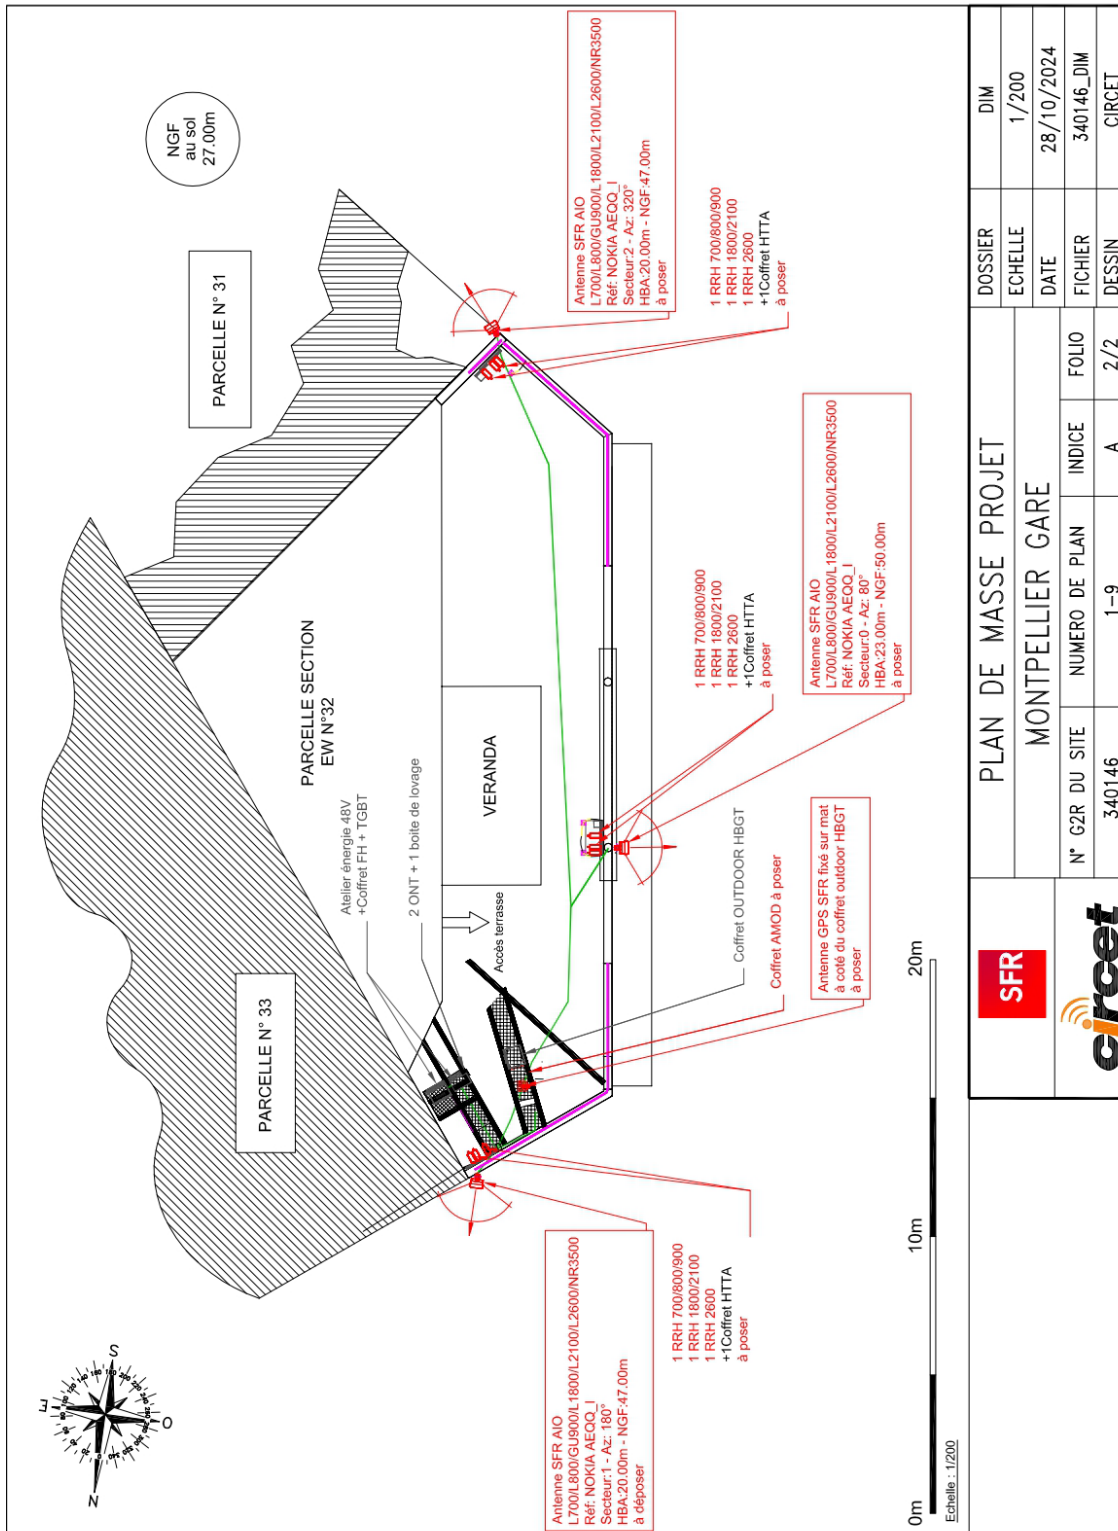 NGF
au sol
27.00m
PARCELLE N° 31
PARCELLE N° 33
PARCELLE SECTION
EW N°32
VERANDA
Accès terrasse
Atelier énergie 48V
+Coffret FH + TGBT
2 ONT + 1 boite de lovage
Coffret OUTDOOR HBGT
Coffret AMOD à poser
Antenne GPS SFR fixé sur mat
à coté du coffret outdoor HBGT
à poser
Antenne SFR AIO
L700/L800/GU900/L1800/L2100/L2600/NR3500
Réf: NOKIA AEQQ_I
Secteur:1 - Az: 180°
HBA:20.00m - NGF:47.00m
à déposer
1 RRH 700/800/900
1 RRH 1800/2100
1 RRH 2600
+1Coffret HTTA
à poser
Antenne SFR AIO
L700/L800/GU900/L1800/L2100/L2600/NR3500
Réf: NOKIA AEQQ_I
Secteur:0 - Az: 80°
HBA:23.00m - NGF:50.00m
à poser
1 RRH 700/800/900
1 RRH 1800/2100
1 RRH 2600
+1Coffret HTTA
à poser
Antenne SFR AIO
L700/L800/GU900/L1800/L2100/L2600/NR3500
Réf: NOKIA AEQQ_I
Secteur:2 - Az: 320°
HBA:20.00m - NGF:47.00m
à poser
1 RRH 700/800/900
1 RRH 1800/2100
1 RRH 2600
+1Coffret HTTA
à poser
N
E
S
O
0m
10m
20m
Echelle : 1/200
SFR
circet
PLAN DE MASSE PROJET
MONTPELLIER GARE
N° G2R DU SITE
NUMERO DE PLAN
INDICE
FOLIO
340146
1-9
A
2/2
DOSSIER
DIM
ECHELLE
1/200
DATE
28/10/2024
FICHIER
340146_DIM
DESSIN
CIRCET